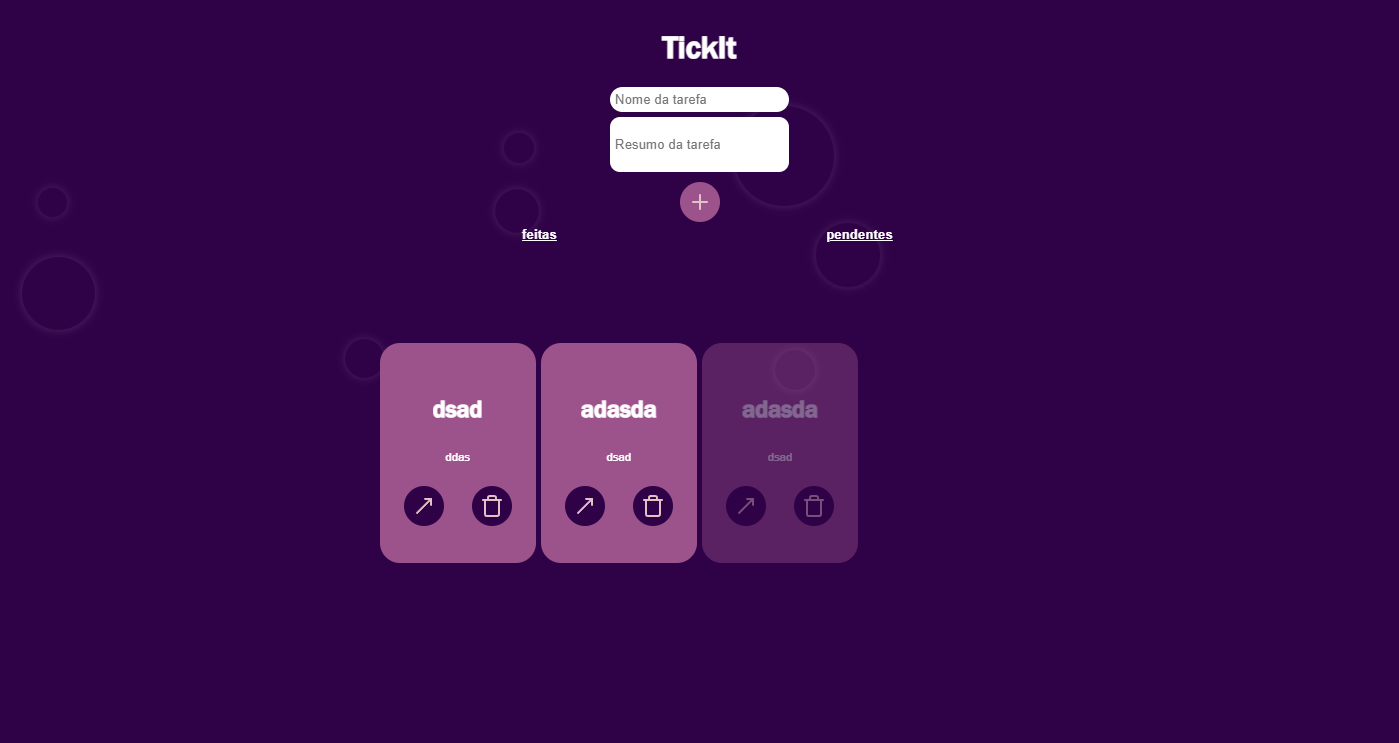 TickIt
Nome da tarefa
Resumo da tarefa
feitas pendentes
dsad adasda adasda
ddas dsad dsad